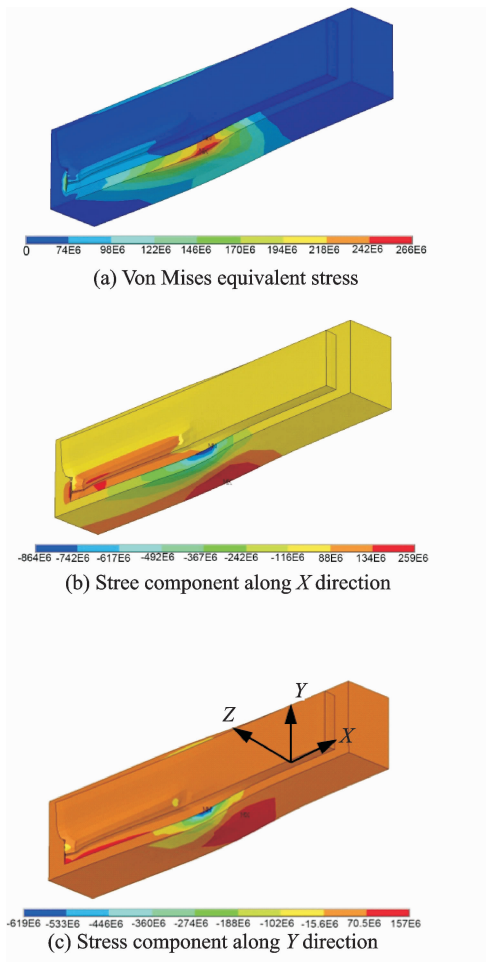 0 74E6 98E6 122E6 146E6 170E6 194E6 218E6 242E6 266E6
(a) Von Mises equivalent stress
-864E6 -742E6 -617E6 -492E6 -367E6 -242E6 -116E6 88E6 134E6 259E6
(b) Stree component along X direction
Y
Z
X
-619E6 -533E6 -446E6 -360E6 -274E6 -188E6 -102E6 -15.6E6 70.5E6 157E6
(c) Stress component along Y direction